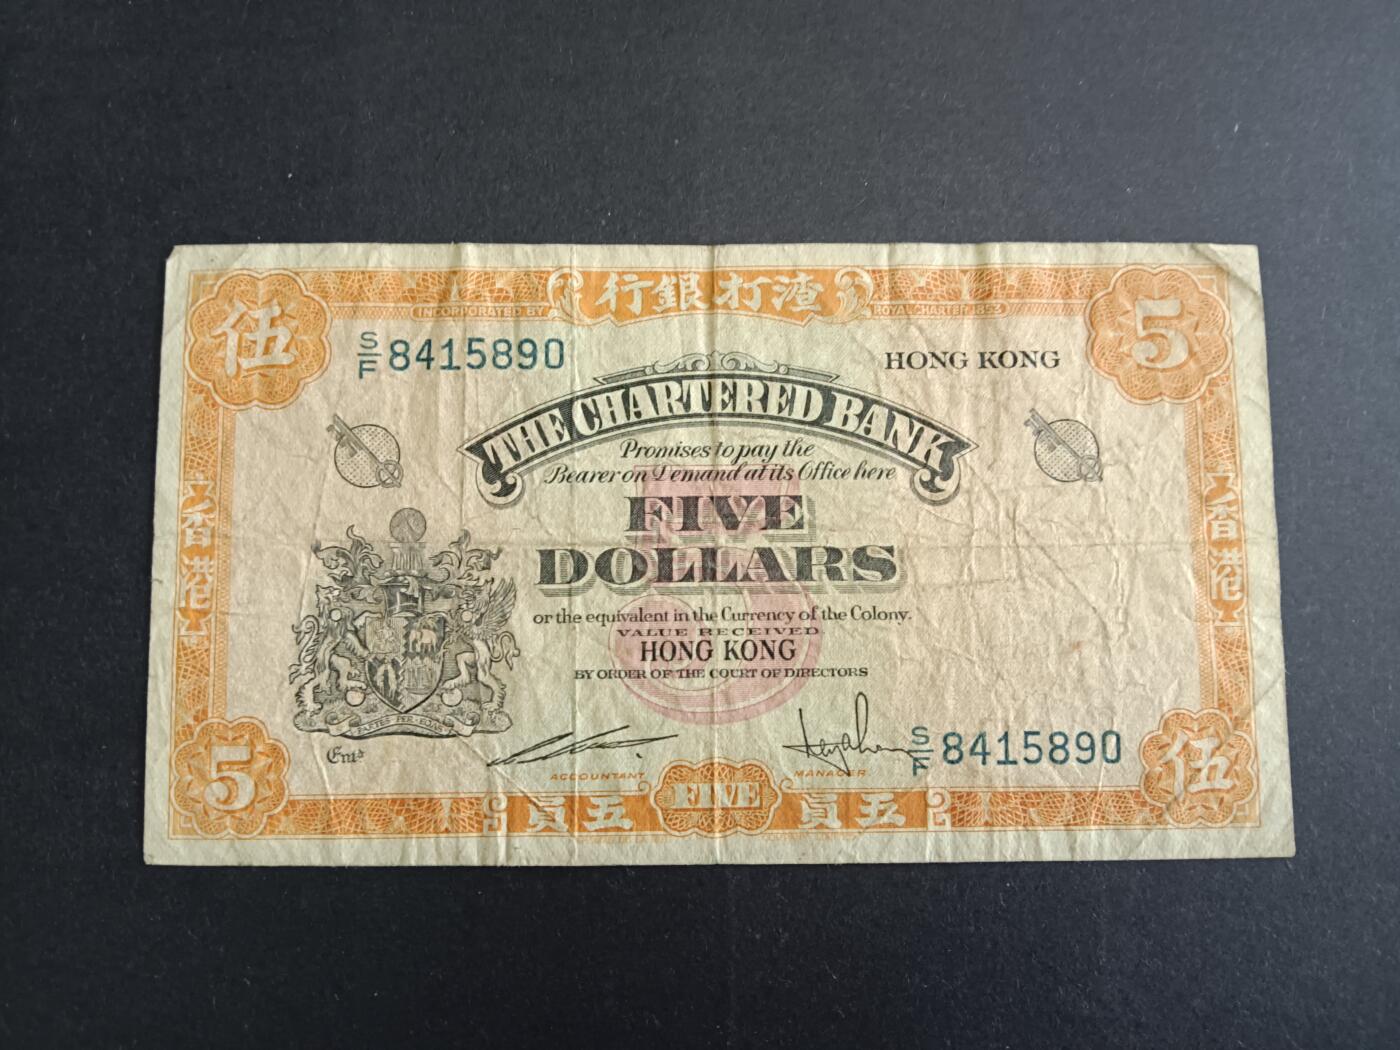 行銀打渣
INCORPORATED BY ROYAL CHARTER 1853
伍
5
S/F 8415890
HONG KONG
THE CHARTERED BANK
Promises to pay the
Bearer on Demand at its Office here
FIVE
DOLLARS
or the equivalent in the Currency of the Colony.
VALUE RECEIVED
HONG KONG
BY ORDER OF THE COURT OF DIRECTORS
香港
香港
5
Entd
ACCOUNTANT
MANAGER
S/F 8415890
5
伍
員五
FIVE
員五